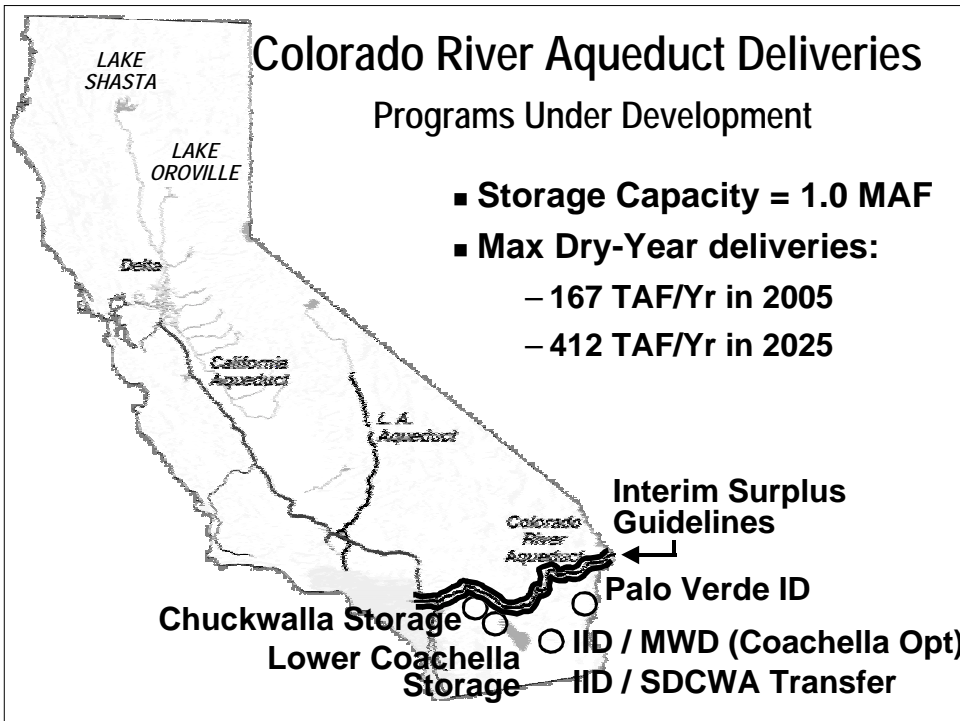 Colorado River Aqueduct Deliveries
Programs Under Development
LAKE
SHASTA
LAKE
OROVILLE
■ Storage Capacity = 1.0 MAF
■ Max Dry-Year deliveries:
– 167 TAF/Yr in 2005
– 412 TAF/Yr in 2025
Delta
California
Aqueduct
L. A.
Aqueduct
Colorado
River
Aqueduct
Interim Surplus
Guidelines
Palo Verde ID
Chuckwalla Storage
Lower Coachella
Storage
IID / MWD (Coachella Opt)
IID / SDCWA Transfer